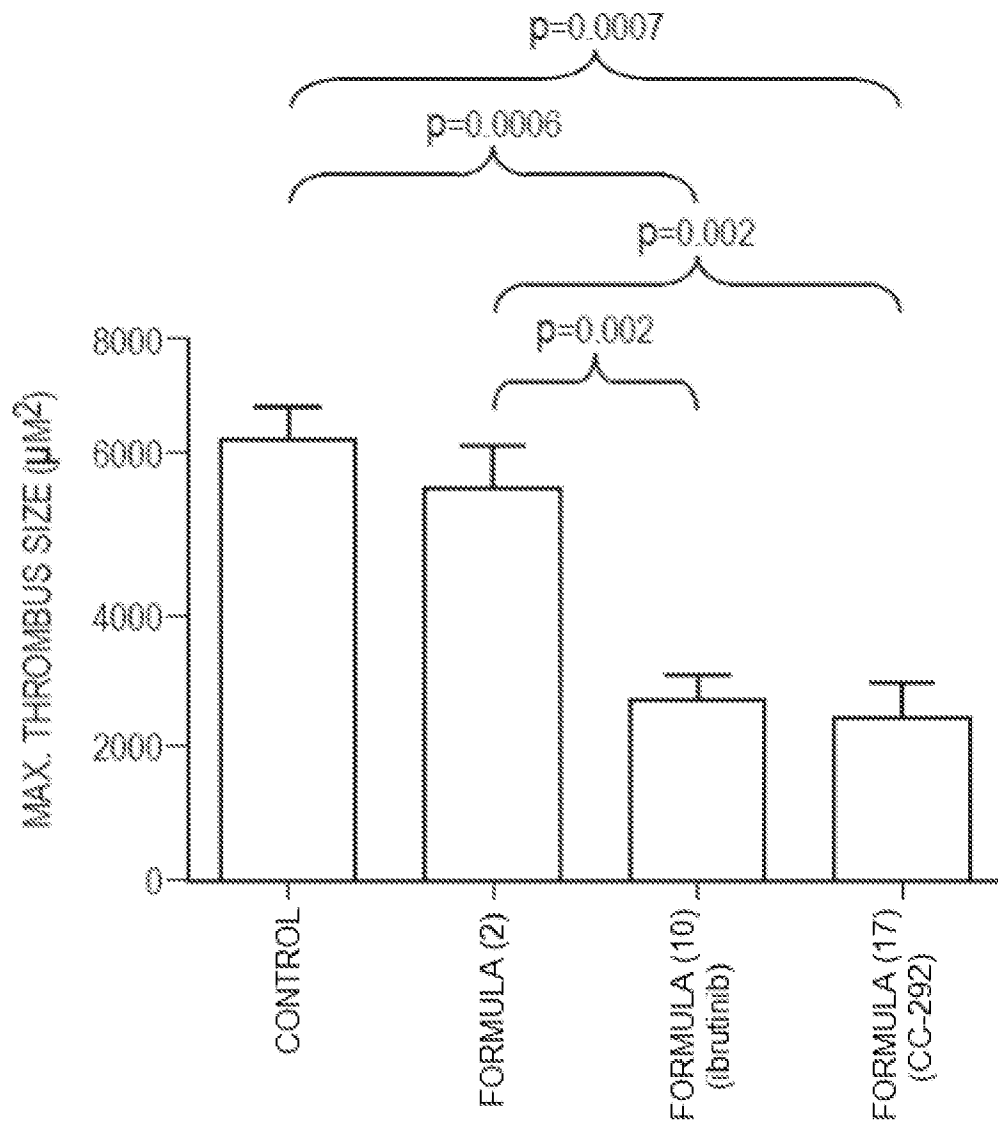 p=0.0007
p=0.0006
p=0.002
p=0.002
MAX. THROMBUS SIZE (µM²)
8000
6000
4000
2000
0
CONTROL
FORMULA (2)
FORMULA (10)
(ibrutinib)
FORMULA (17)
(CC-292)